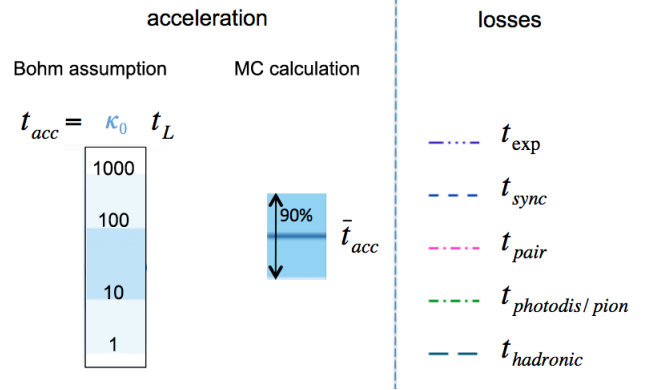 acceleration
losses
Bohm assumption
MC calculation
t_acc = κ₀ t_L
1000
100
10
1
90%
t̄_acc
t_exp
t_sync
t_pair
t_photodis/pion
t_hadronic